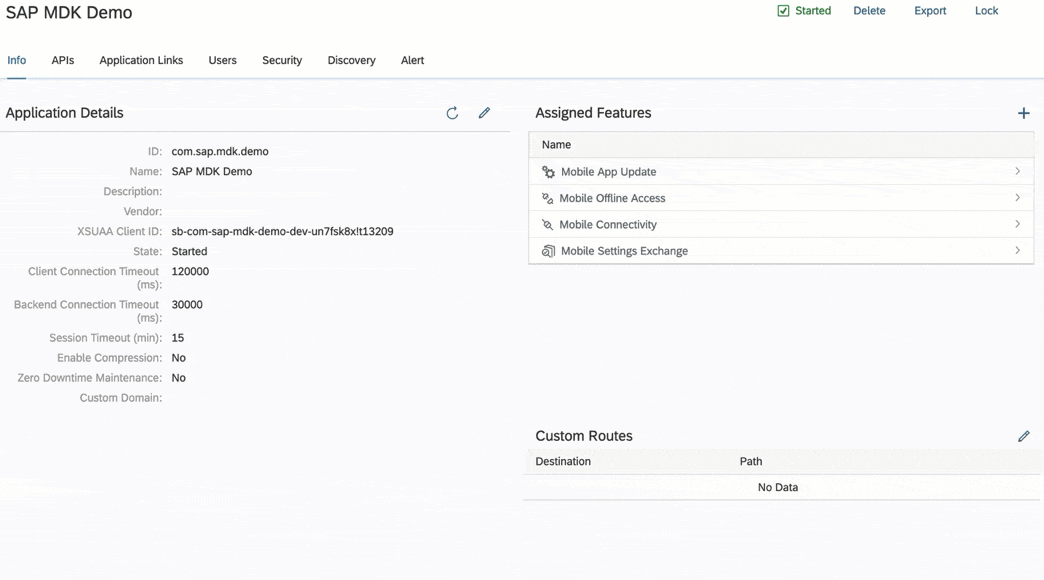 SAP MDK Demo
Started Delete Export Lock
Info APIs Application Links Users Security Discovery Alert
Application Details
ID: com.sap.mdk.demo
Name: SAP MDK Demo
Description:
Vendor:
XSUAA Client ID: sb-com-sap-mdk-demo-dev-un7fsk8x!t13209
State: Started
Client Connection Timeout 120000
(ms):
Backend Connection Timeout 30000
(ms):
Session Timeout (min): 15
Enable Compression: No
Zero Downtime Maintenance: No
Custom Domain:
Assigned Features
Name
Mobile App Update
Mobile Offline Access
Mobile Connectivity
Mobile Settings Exchange
Custom Routes
Destination Path
No Data